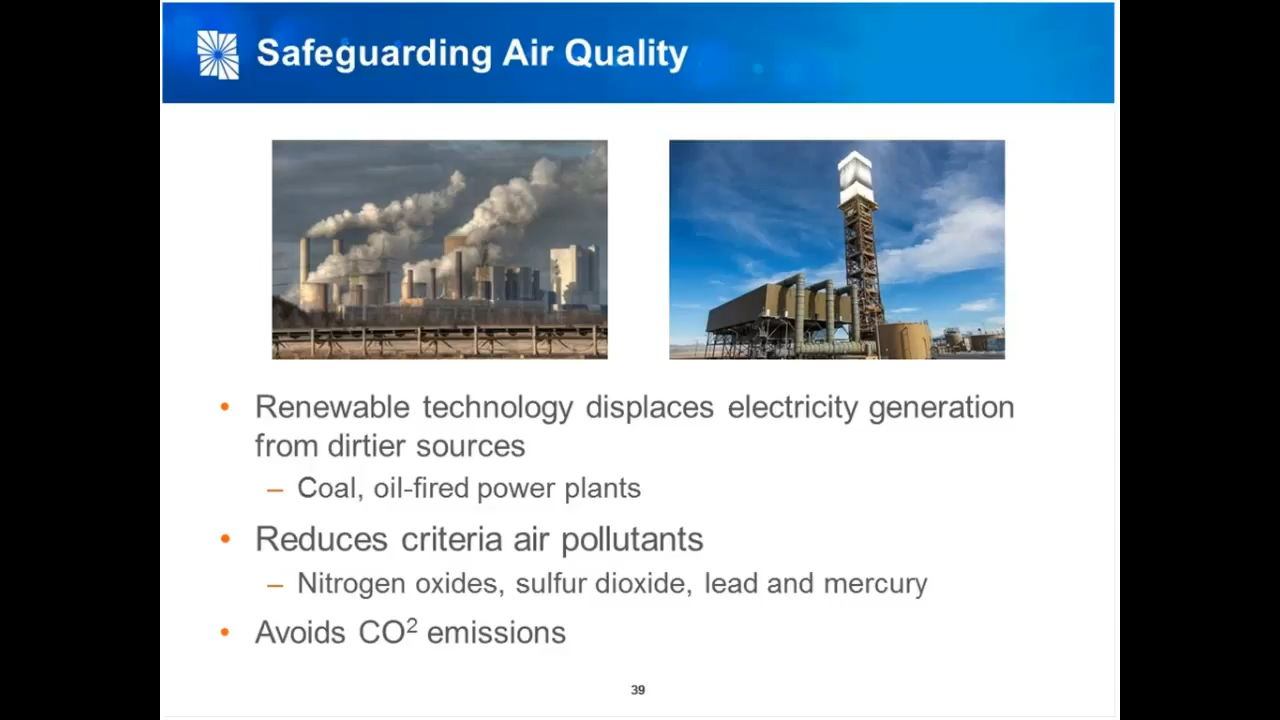 Safeguarding Air Quality
• Renewable technology displaces electricity generation
from dirtier sources
– Coal, oil-fired power plants
• Reduces criteria air pollutants
– Nitrogen oxides, sulfur dioxide, lead and mercury
• Avoids CO² emissions
39